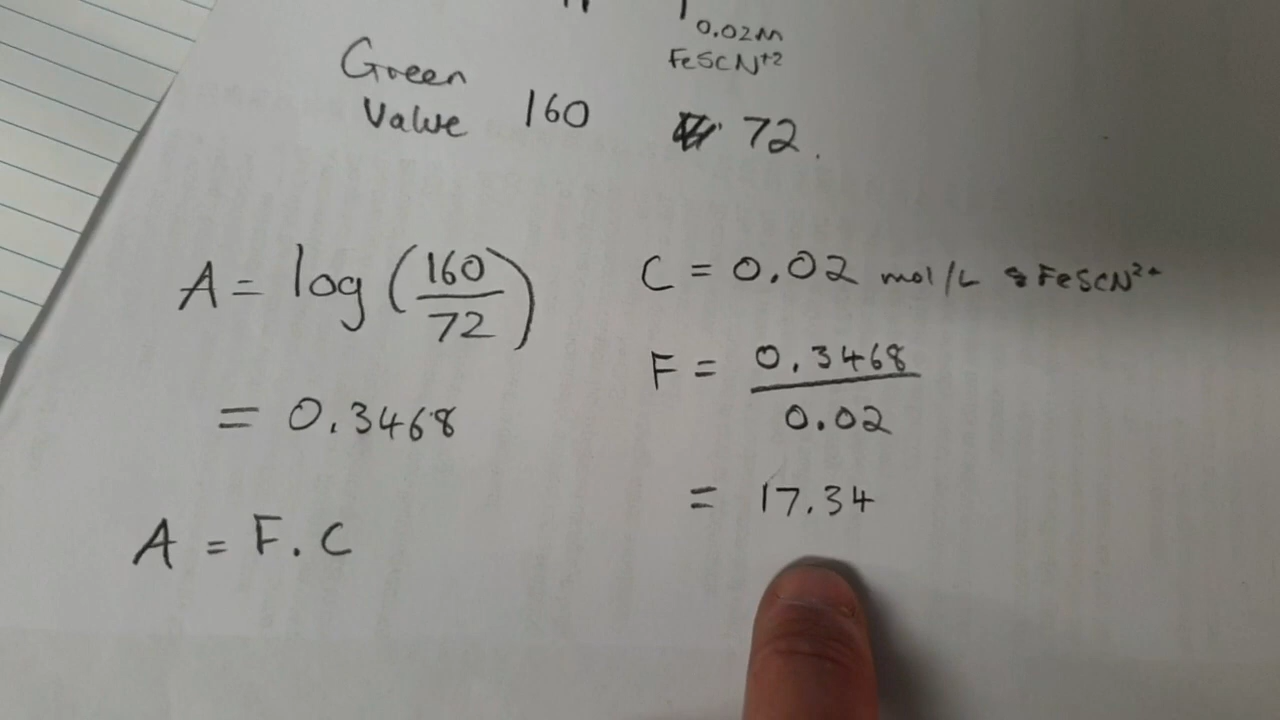 0.02M
FeSCN⁺²
Green
Value 160 72.
A = log (160/72)
= 0.3468
A = F.C
C = 0.02 mol/L FeSCN²⁺
F = 0.3468/0.02
= 17.34